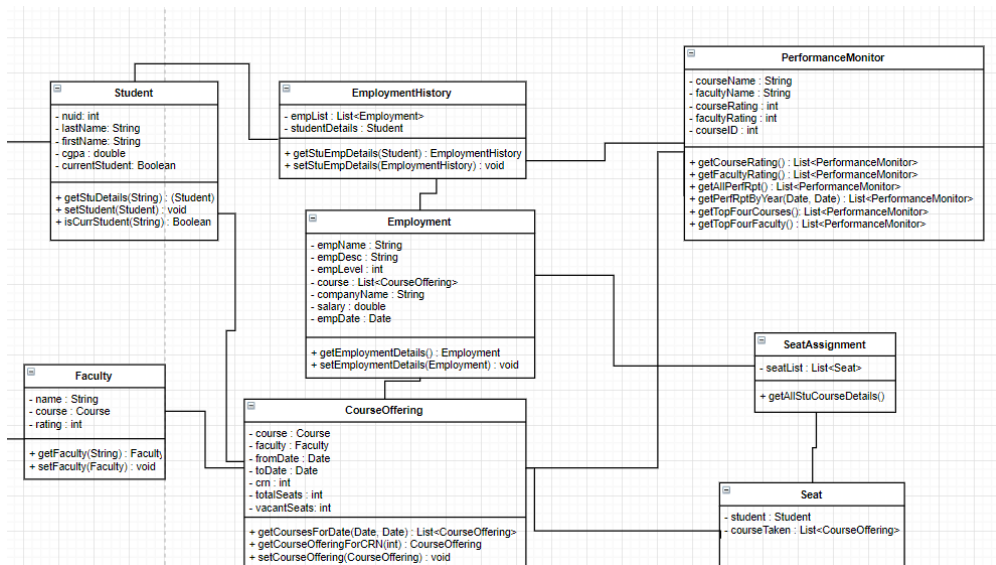 Student
- nuid: int
- lastName: String
- firstName: String
- cgpa : double
- currentStudent: Boolean
+ getStuDetails(String) : (Student)
+ setStudent(Student) : void
+ isCurrStudent(String) : Boolean
EmploymentHistory
- empList : List<Employment>
- studentDetails : Student
+ getStuEmpDetails(Student) : EmploymentHistory
+ setStuEmpDetails(EmploymentHistory) : void
PerformanceMonitor
- courseName : String
- facultyName : String
- courseRating : int
- facultyRating : int
- courseID : int
+ getCourseRating() : List<PerformanceMonitor>
+ getFacultyRating() : List<PerformanceMonitor>
+ getAllPerfRpt() : List<PerformanceMonitor>
+ getPerfRptByYear(Date, Date) : List<PerformanceMonitor>
+ getTopFourCourses(): List<PerformanceMonitor>
+ getTopFourFaculty() : List<PerformanceMonitor>
Employment
- empName : String
- empDesc : String
- empLevel : int
- course : List<CourseOffering>
- companyName : String
- salary : double
- empDate : Date
+ getEmploymentDetails() : Employment
+ setEmploymentDetails(Employment) : void
SeatAssignment
- seatList : List<Seat>
+ getAllStuCourseDetails()
Faculty
- name : String
- course : Course
- rating : int
+ getFaculty(String) : Faculty
+ setFaculty(Faculty) : void
CourseOffering
- course : Course
- faculty : Faculty
- fromDate : Date
- toDate : Date
- crn : int
- totalSeats : int
- vacantSeats: int
+ getCoursesForDate(Date, Date) : List<CourseOffering>
+ getCourseOfferingForCRN(int) : CourseOffering
+ setCourseOffering(CourseOffering) : void
Seat
- student : Student
- courseTaken : List<CourseOffering>